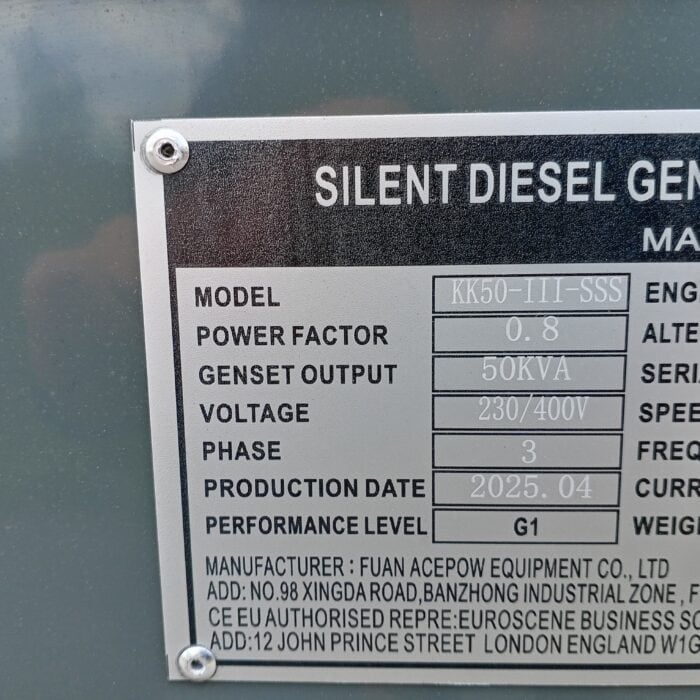 SILENT DIESEL GEN
MA
MODEL KK50-III-SSS ENG
POWER FACTOR 0.8 ALTE
GENSET OUTPUT 50KVA SERI
VOLTAGE 230/400V SPEE
PHASE 3 FREQ
PRODUCTION DATE 2025.04 CURR
PERFORMANCE LEVEL G1 WEIG
MANUFACTURER : FUAN ACEPOW EQUIPMENT CO., LTD
ADD: NO.98 XINGDA ROAD,BANZHONG INDUSTRIAL ZONE , F
CE EU AUTHORISED REPRE:EUROSCENE BUSINESS SO
ADD:12 JOHN PRINCE STREET LONDON ENGLAND W1G